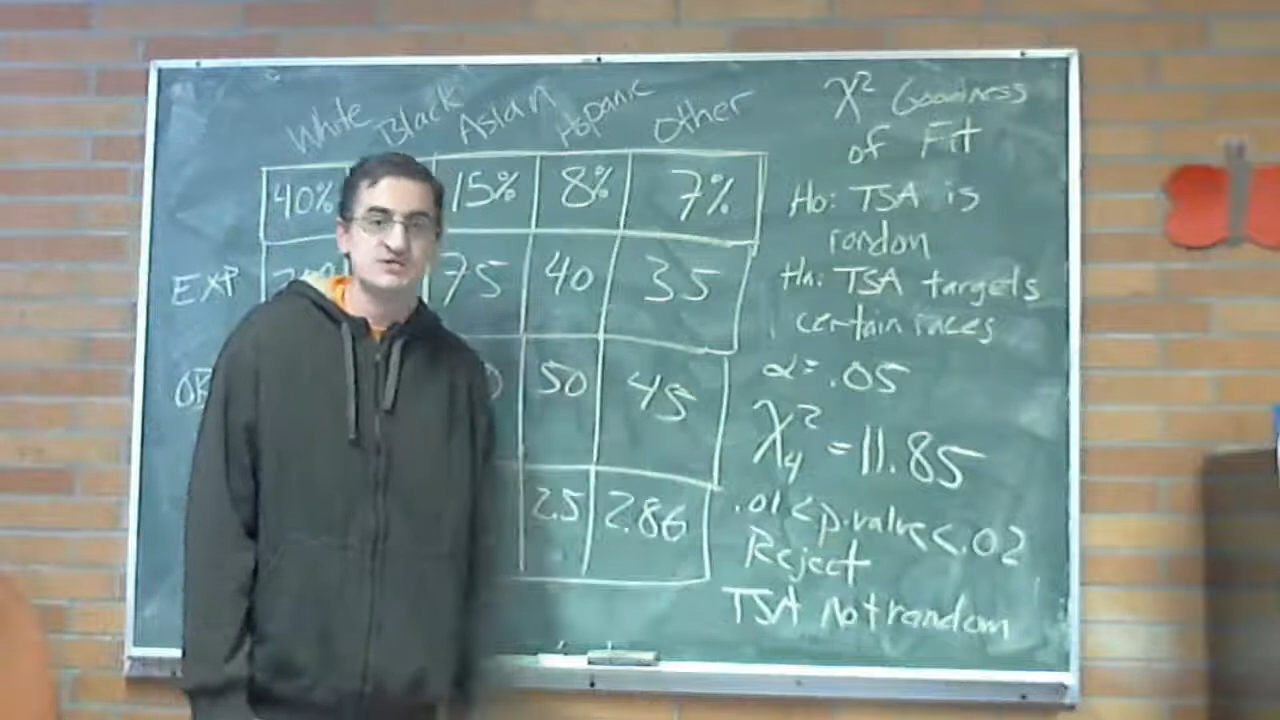 White Black Asian Hispanic Other
40% 15% 8% 7%
EXP 75 40 35
50 45
2.5 2.86
χ² Goodness
of Fit
Ho: TSA is
random
Ha: TSA targets
certain races
α = .05
χ²₄ = 11.85
.01 < p-value < .02
Reject
TSA Not random